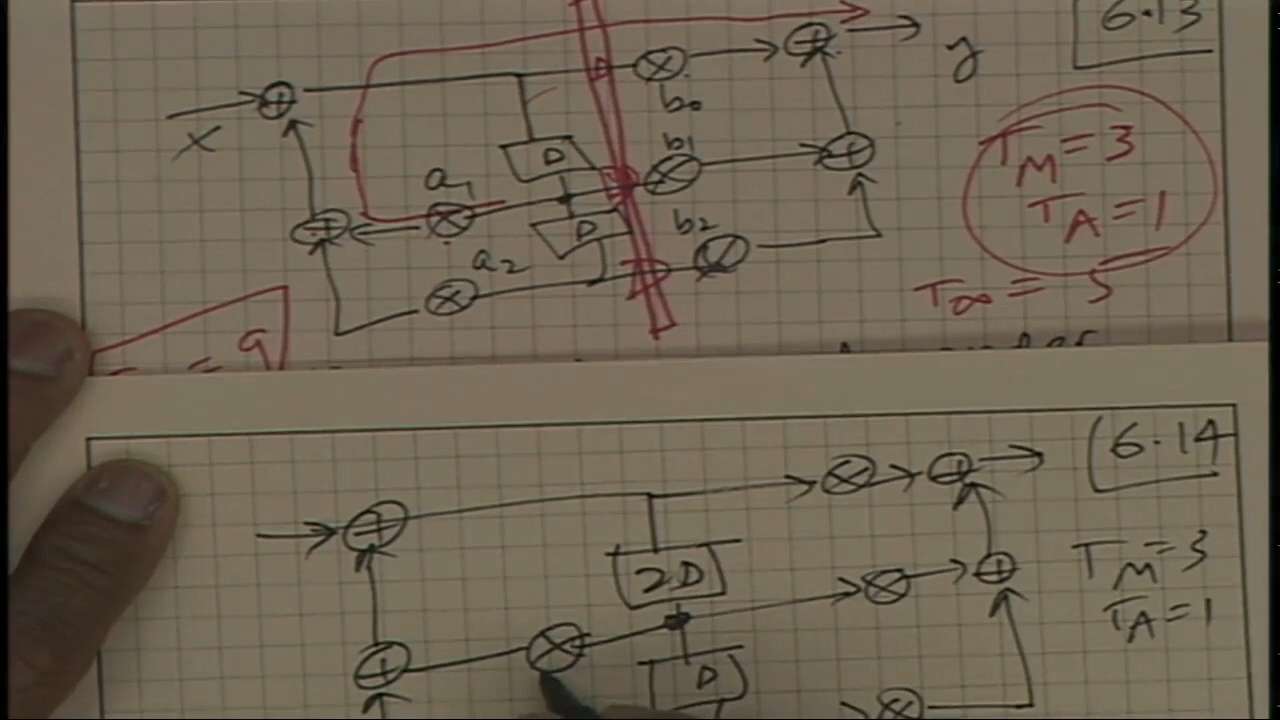 6.13
x
y
b0
D
b1
a1
D
b2
a2
TM = 3
TA = 1
T∞ = 5
= 9
6.14
2D
D
TM = 3
TA = 1